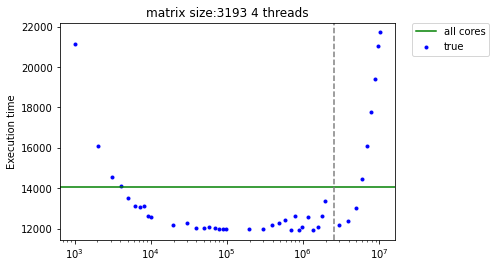 matrix size:3193 4 threads
22000
20000
18000
16000
14000
12000
Execution time
10³
10⁴
10⁵
10⁶
10⁷
all cores
true